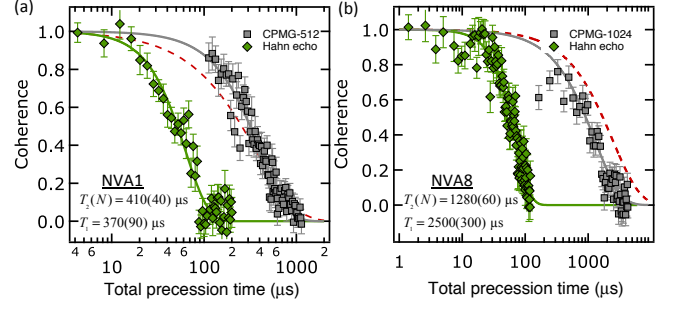 (a)
CPMG-512
Hahn echo
1.0
0.8
0.6
0.4
0.2
0.0
Coherence
NVA1
T₂(N) = 410(40) μs
T₁ = 370(90) μs
4 6 2 4 6 2 4 6 2
10 100 1000
Total precession time (μs)
(b)
CPMG-1024
Hahn echo
1.0
0.8
0.6
0.4
0.2
0.0
Coherence
NVA8
T₂(N) = 1280(60) μs
T₁ = 2500(300) μs
1 10 100 1000
Total precession time (μs)